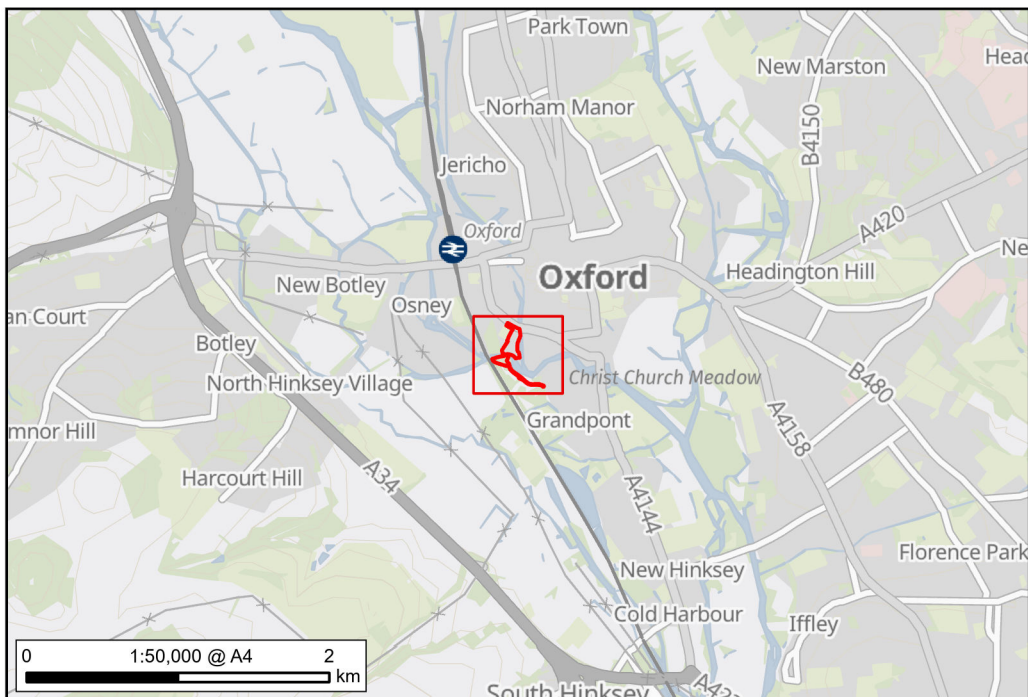 Park Town
New Marston
Head
Norham Manor
B4150
Jericho
A420
Oxford
Ne
Oxford
Headington Hill
New Botley
Osney
an Court
Botley
North Hinksey Village
Christ Church Meadow
B480
Grandpont
A4158
mnor Hill
Harcourt Hill
A34
A4144
Florence Park
New Hinksey
Cold Harbour
Iffley
South Hinksey
0 1:50,000 @ A4 2
km